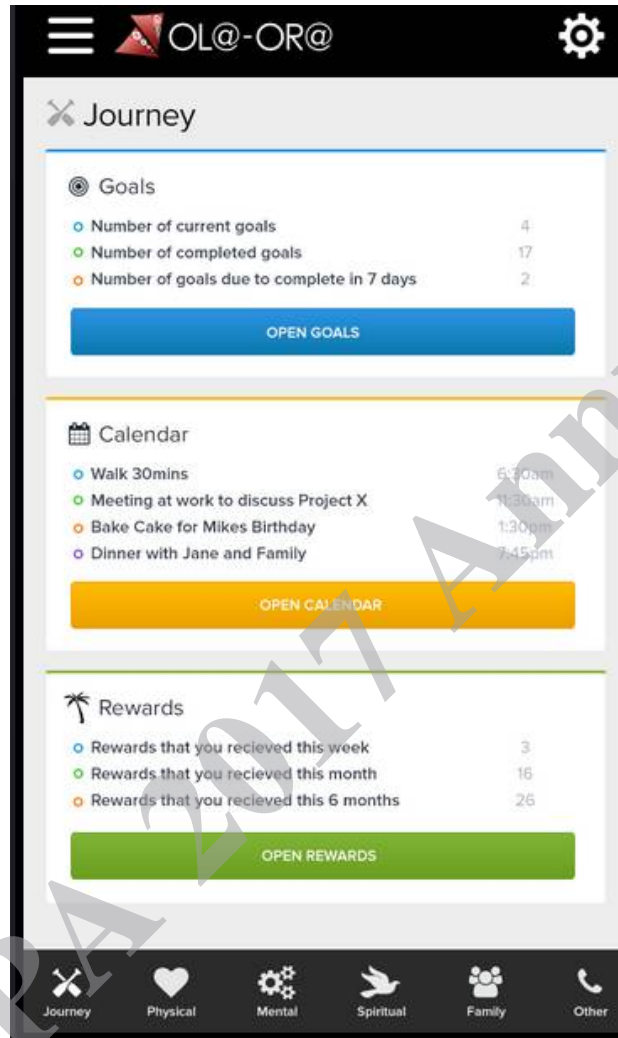 OL@-OR@
Journey
Goals
Number of current goals 4
Number of completed goals 17
Number of goals due to complete in 7 days 2
OPEN GOALS
Calendar
Walk 30mins 6:30am
Meeting at work to discuss Project X 11:30am
Bake Cake for Mikes Birthday 1:30pm
Dinner with Jane and Family 7:45pm
OPEN CALENDAR
Rewards
Rewards that you recieved this week 3
Rewards that you recieved this month 16
Rewards that you recieved this 6 months 26
OPEN REWARDS
Journey Physical Mental Spiritual Family Other
PA 2017 Ann